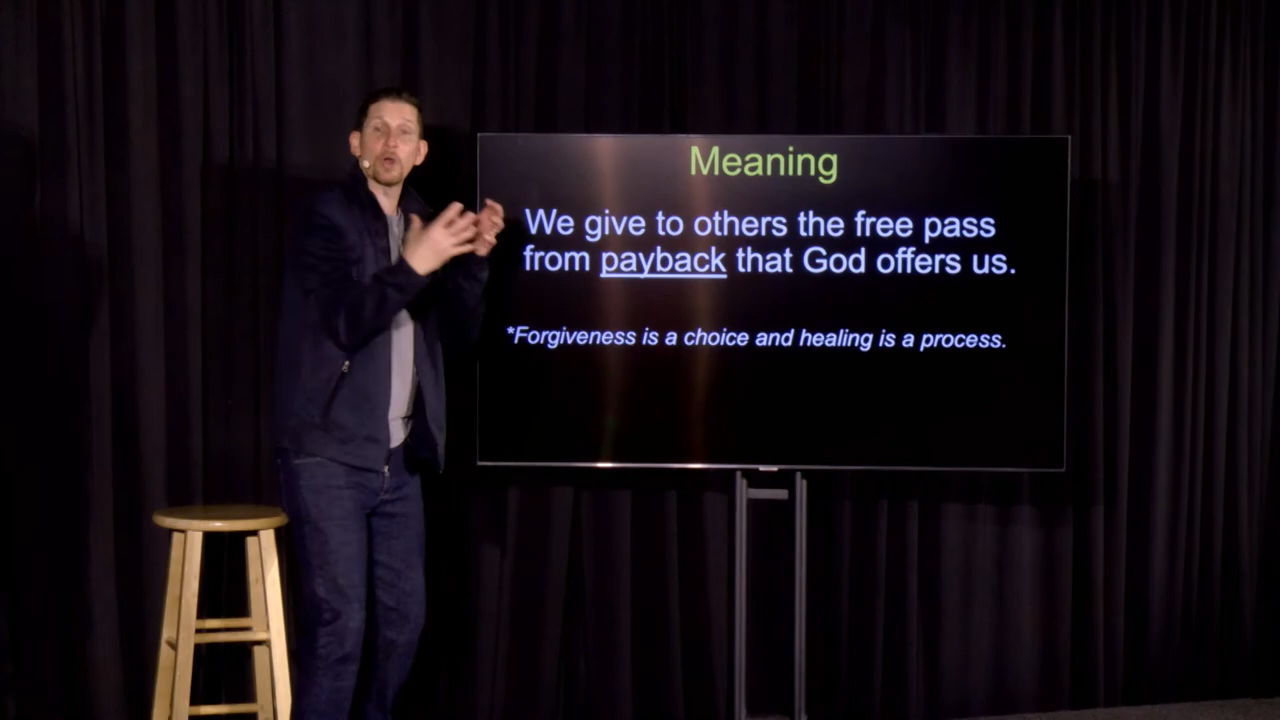 Meaning
We give to others the free pass
from payback that God offers us.
*Forgiveness is a choice and healing is a process.